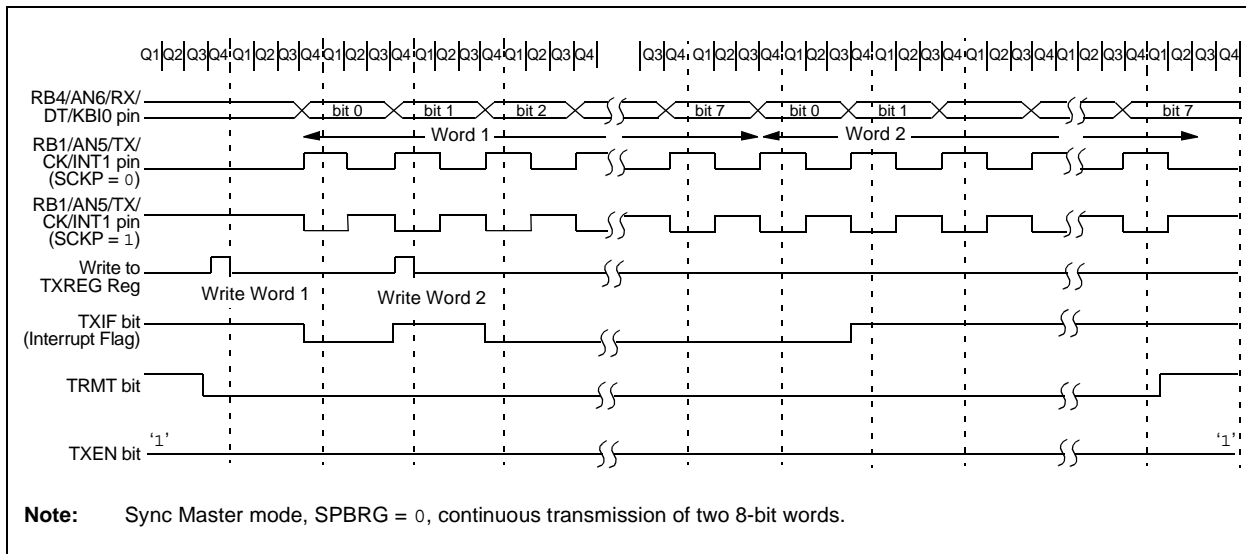 Q1 Q2 Q3 Q4 Q1 Q2 Q3 Q4 Q1 Q2 Q3 Q4 Q1 Q2 Q3 Q4 Q1 Q2 Q3 Q4 Q3 Q4 Q1 Q2 Q3 Q4 Q1 Q2 Q3 Q4 Q1 Q2 Q3 Q4 Q1 Q2 Q3 Q4 Q1 Q2 Q3 Q4 Q1 Q2 Q3 Q4
RB4/AN6/RX/
DT/KBI0 pin
bit 0 bit 1 bit 2 bit 7 bit 0 bit 1 bit 7
Word 1 Word 2
RB1/AN5/TX/
CK/INT1 pin
(SCKP = 0)
RB1/AN5/TX/
CK/INT1 pin
(SCKP = 1)
Write to
TXREG Reg
Write Word 1 Write Word 2
TXIF bit
(Interrupt Flag)
TRMT bit
TXEN bit
‘1’ ‘1’
Note: Sync Master mode, SPBRG = 0, continuous transmission of two 8-bit words.